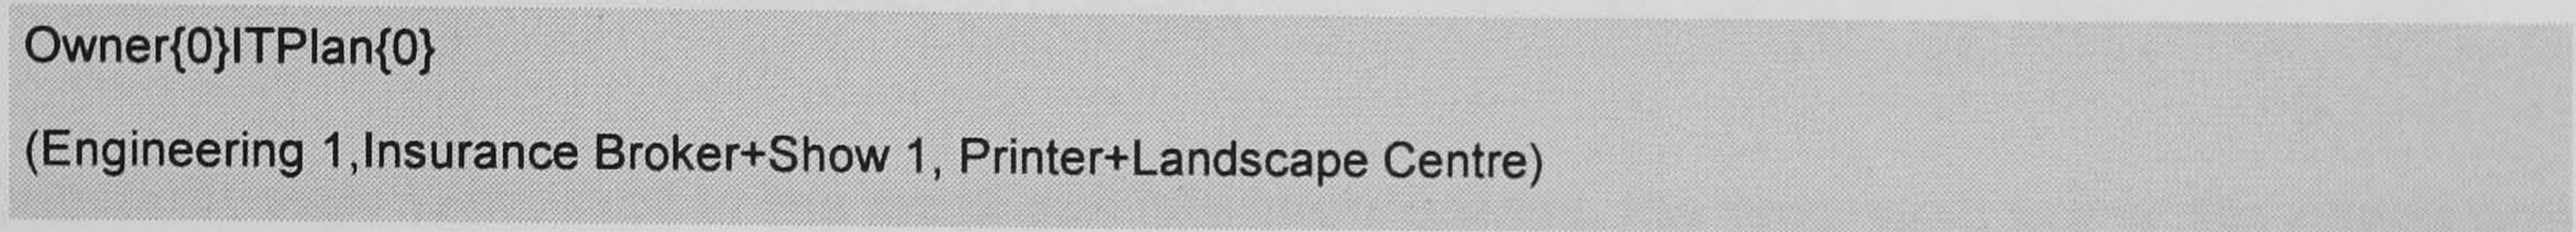 Owner{0}ITPlan{0}
(Engineering 1,Insurance Broker+Show 1, Printer+Landscape Centre)